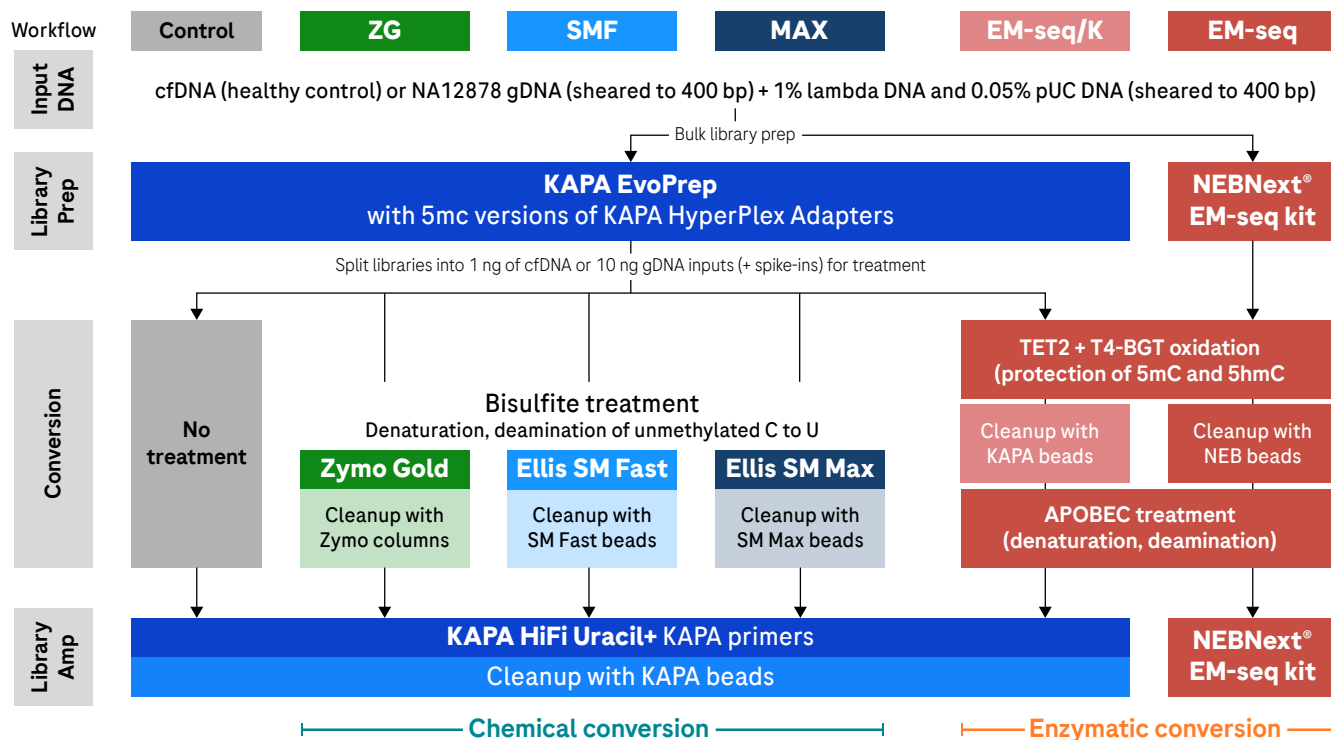 Workflow
Control
ZG
SMF
MAX
EM-seq/K
EM-seq
Input
DNA
cfDNA (healthy control) or NA12878 gDNA (sheared to 400 bp) + 1% lambda DNA and 0.05% pUC DNA (sheared to 400 bp)
Bulk library prep
Library
Prep
KAPA EvoPrep
with 5mc versions of KAPA HyperPlex Adapters
NEBNext®
EM-seq kit
Split libraries into 1 ng of cfDNA or 10 ng gDNA inputs (+ spike-ins) for treatment
Conversion
No
treatment
Bisulfite treatment
Denaturation, deamination of unmethylated C to U
Zymo Gold
Cleanup with
Zymo columns
Ellis SM Fast
Cleanup with
SM Fast beads
Ellis SM Max
Cleanup with
SM Max beads
TET2 + T4-BGT oxidation
(protection of 5mC and 5hmC
Cleanup with
KAPA beads
Cleanup with
NEB beads
APOBEC treatment
(denaturation, deamination)
Library
Amp
KAPA HiFi Uracil+ KAPA primers
Cleanup with KAPA beads
NEBNext®
EM-seq kit
Chemical conversion
Enzymatic conversion